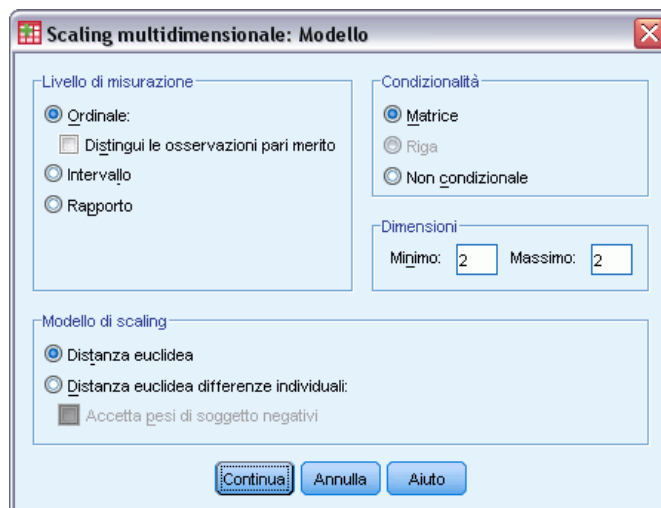 Scaling multidimensionale: Modello
Livello di misurazione
Ordinale:
Distingui le osservazioni pari merito
Intervallo
Rapporto
Condizionalità
Matrice
Riga
Non condizionale
Dimensioni
Minimo: 2 Massimo: 2
Modello di scaling
Distanza euclidea
Distanza euclidea differenze individuali:
Accetta pesi di soggetto negativi
Continua Annulla Aiuto